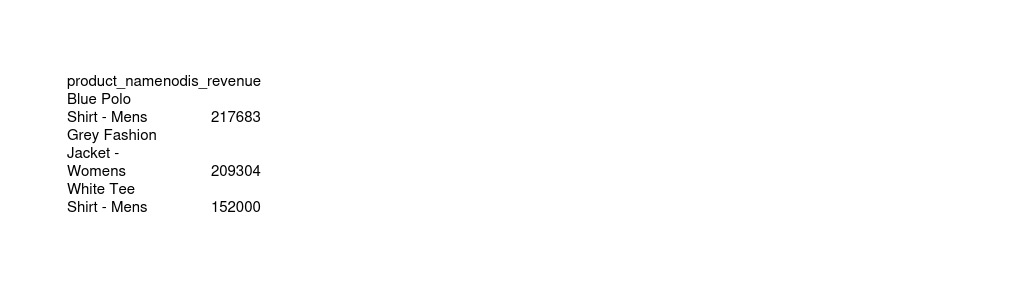 product_namenodis_revenue
Blue Polo
Shirt - Mens 217683
Grey Fashion
Jacket -
Womens 209304
White Tee
Shirt - Mens 152000